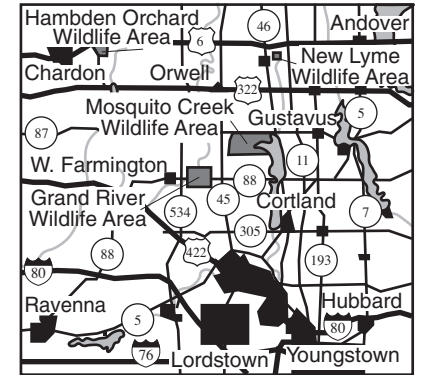 Hambden Orchard
Wildlife Area
46
Andover
6
New Lyme
Wildlife Area
Chardon
Orwell
322
Mosquito Creek
Wildlife Area
Gustavus
5
87
W. Farmington
11
88
Grand River
Wildlife Area
534
45
Cortland
7
305
422
88
193
80
Ravenna
5
Hubbard
80
76
Lordstown
Youngstown